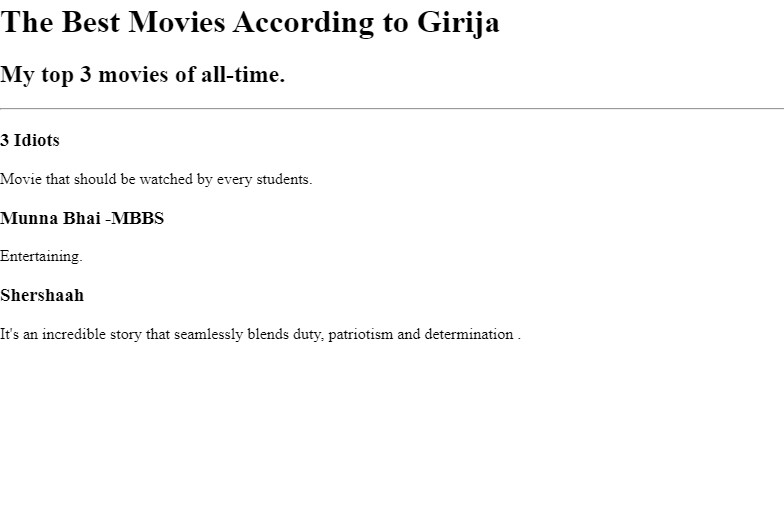 The Best Movies According to Girija
My top 3 movies of all-time.
3 Idiots
Movie that should be watched by every students.
Munna Bhai -MBBS
Entertaining.
Shershaah
It's an incredible story that seamlessly blends duty, patriotism and determination .